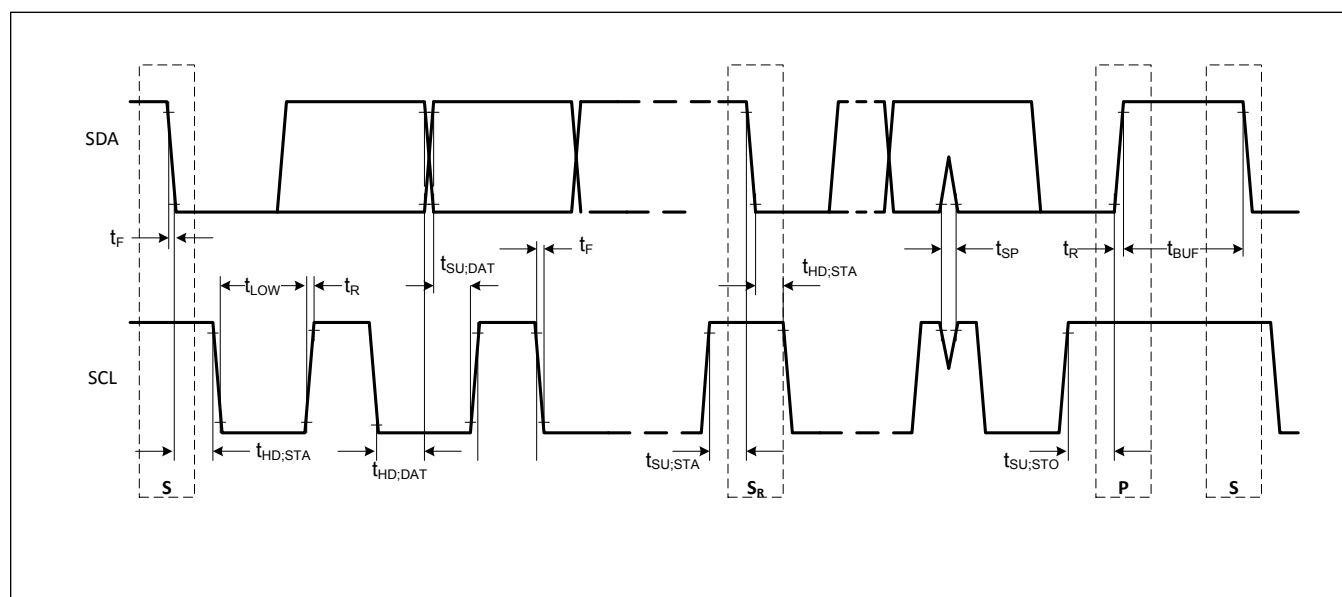 SDA
t_F
t_SU;DAT
t_F
t_HD;STA
t_SP
t_R
t_BUF
t_LOW
t_R
SCL
t_HD;STA
t_HD;DAT
t_SU;STA
t_SU;STO
S
S_R
P
S